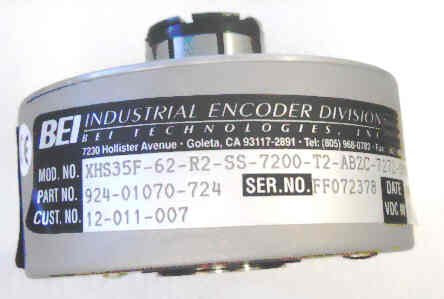 BEI INDUSTRIAL ENCODER DIVISION
BEI TECHNOLOGIES, INC
7230 Hollister Avenue · Goleta, CA 93117-2891 · Tel: (805) 968-0782 ·
MOD. NO. XHS35F-62-R2-SS-7200-T2-ABZC-7272-
PART NO. 924-01070-724 SER.NO. FF072378 DATE
CUST. NO. 12-011-007 VDC IN